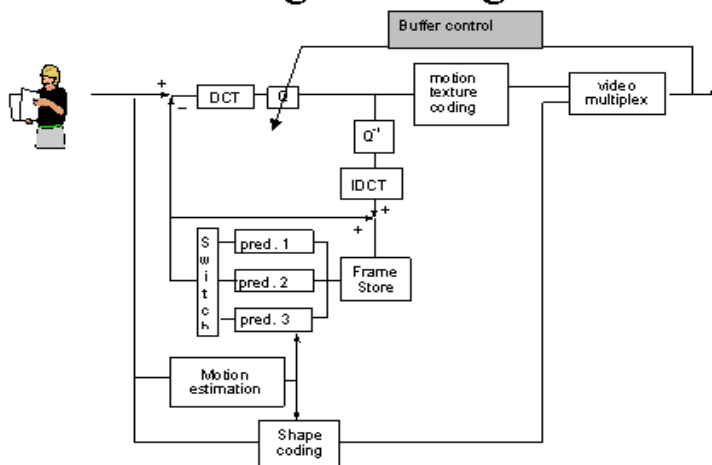 Buffer control
+
−
DCT
Q
motion
texture
coding
video
multiplex
Q⁻¹
IDCT
+
+
Switch
pred. 1
pred. 2
pred. 3
Frame
Store
Motion
estimation
Shape
coding